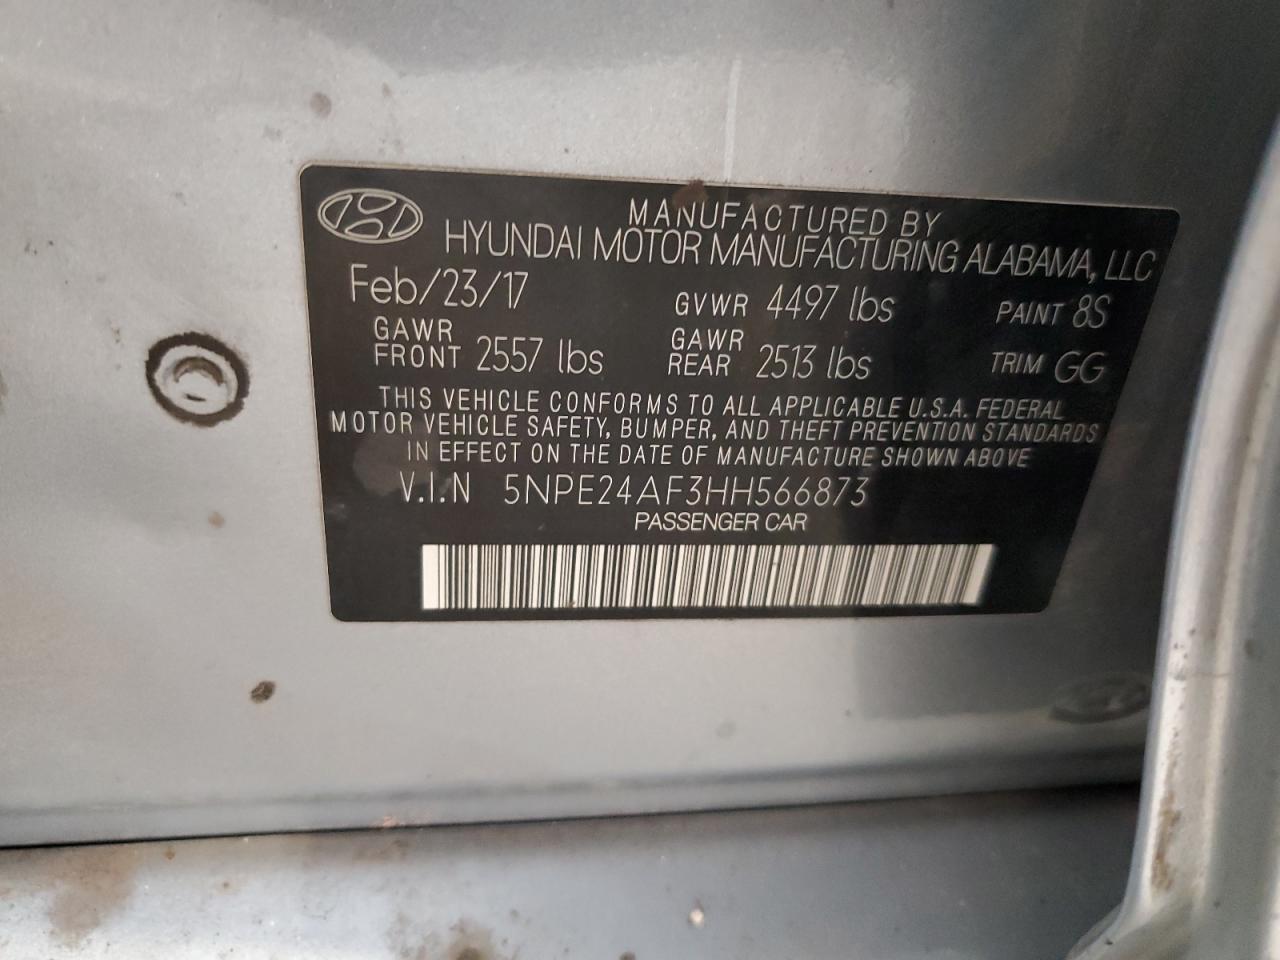 MANUFACTURED BY
HYUNDAI MOTOR MANUFACTURING ALABAMA, LLC
Feb/23/17 GVWR 4497 lbs PAINT 8S
GAWR FRONT 2557 lbs GAWR REAR 2513 lbs TRIM GG
THIS VEHICLE CONFORMS TO ALL APPLICABLE U.S.A. FEDERAL
MOTOR VEHICLE SAFETY, BUMPER, AND THEFT PREVENTION STANDARDS
IN EFFECT ON THE DATE OF MANUFACTURE SHOWN ABOVE
V.I.N 5NPE24AF3HH566873
PASSENGER CAR